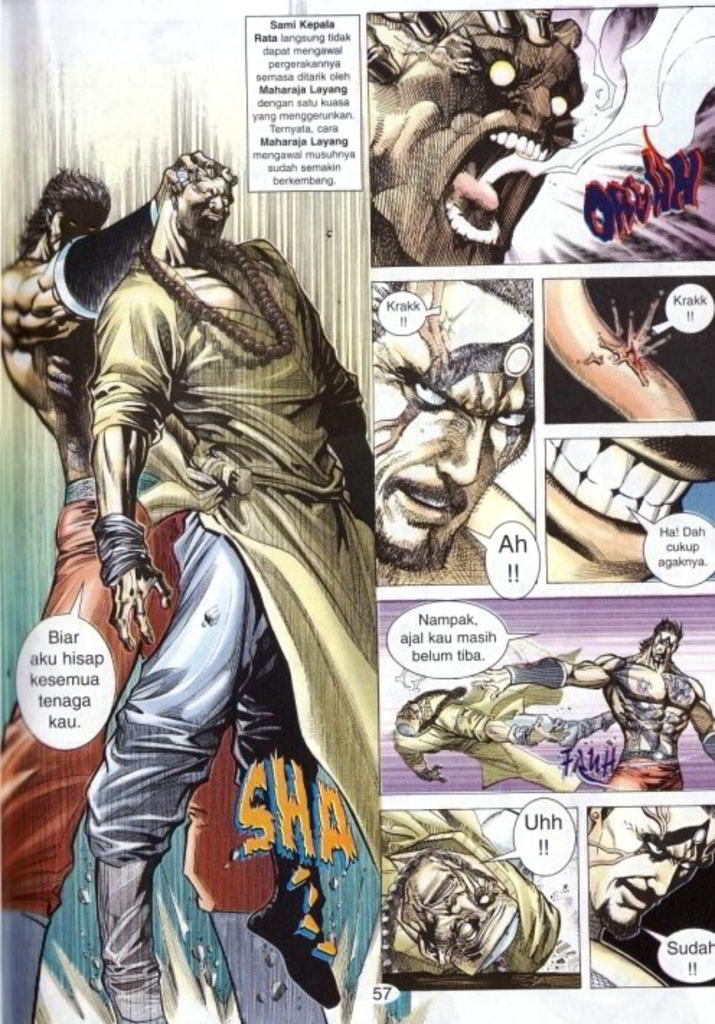 Sami Kepala
Rata langsung tidak
dapat mengawal
pergerakannya
semasa ditarik oleh
Maharaja Layang
dengan satu kuasa
yang menggerunkan.
Ternyata, cara
Maharaja Layang
mengawal musuhnya
sudah semakin
berkembang.
Biar
aku hisap
kesemua
tenaga
kau.
SHA
Krakk
!!
Krakk
!!
Ah
!!
Ha! Dah
cukup
agaknya.
Nampak,
ajal kau masih
belum tiba.
Uhh
!!
Sudah
!!
57